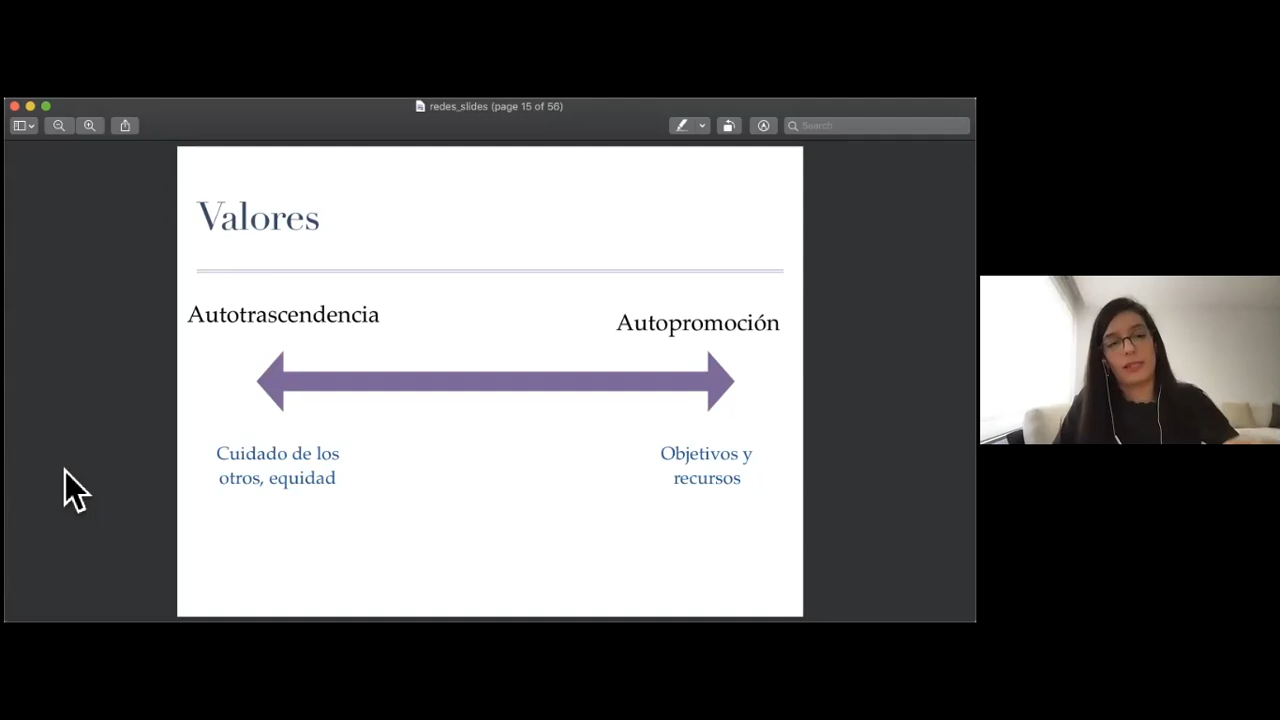 redes_slides (page 15 of 56)
Search
Valores
Autotrascendencia
Autopromoción
Cuidado de los
otros, equidad
Objetivos y
recursos